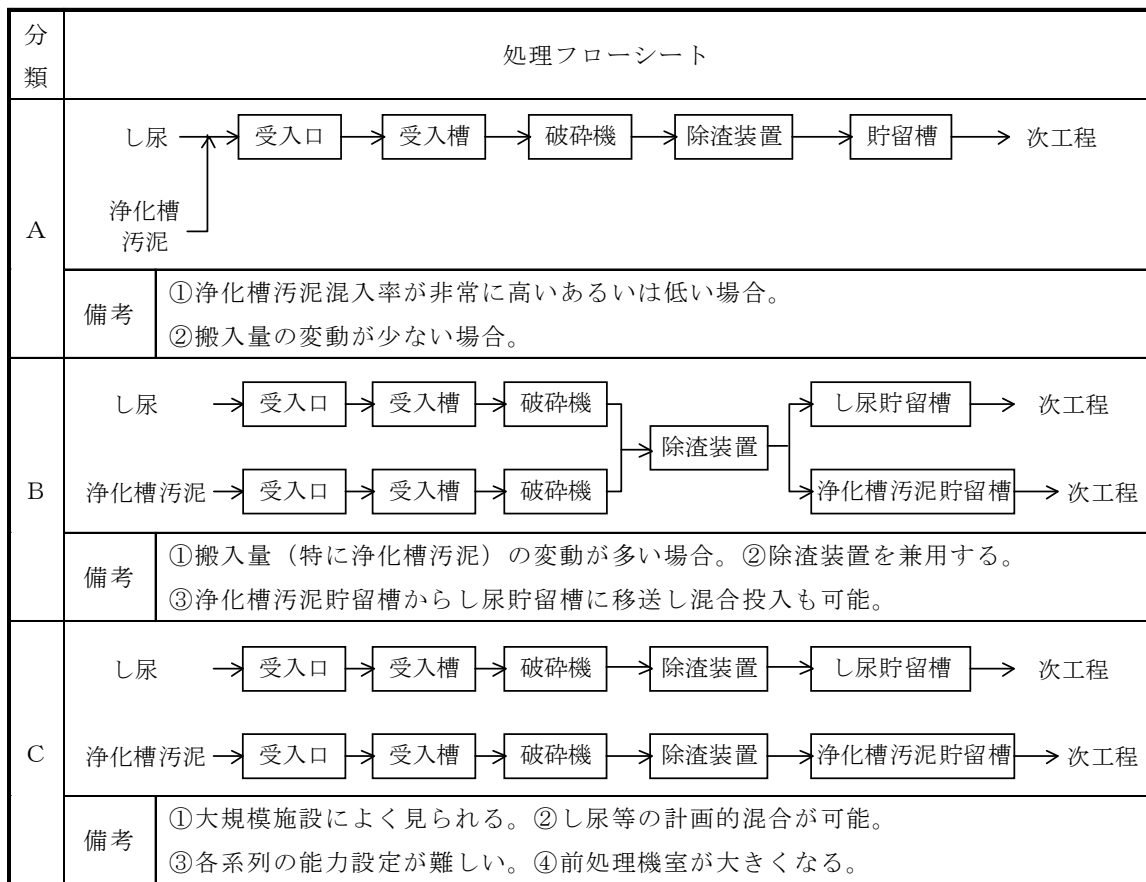 分類
処理フローシート
A
し尿 受入口 受入槽 破砕機 除渣装置 貯留槽 次工程
浄化槽
汚泥
備考
①浄化槽汚泥混入率が非常に高いあるいは低い場合。
②搬入量の変動が少ない場合。
B
し尿 受入口 受入槽 破砕機 し尿貯留槽 次工程
除渣装置
浄化槽汚泥 受入口 受入槽 破砕機 浄化槽汚泥貯留槽 次工程
備考
①搬入量（特に浄化槽汚泥）の変動が多い場合。②除渣装置を兼用する。
③浄化槽汚泥貯留槽からし尿貯留槽に移送し混合投入も可能。
C
し尿 受入口 受入槽 破砕機 除渣装置 し尿貯留槽 次工程
浄化槽汚泥 受入口 受入槽 破砕機 除渣装置 浄化槽汚泥貯留槽 次工程
備考
①大規模施設によく見られる。②し尿等の計画的混合が可能。
③各系列の能力設定が難しい。④前処理機室が大きくなる。